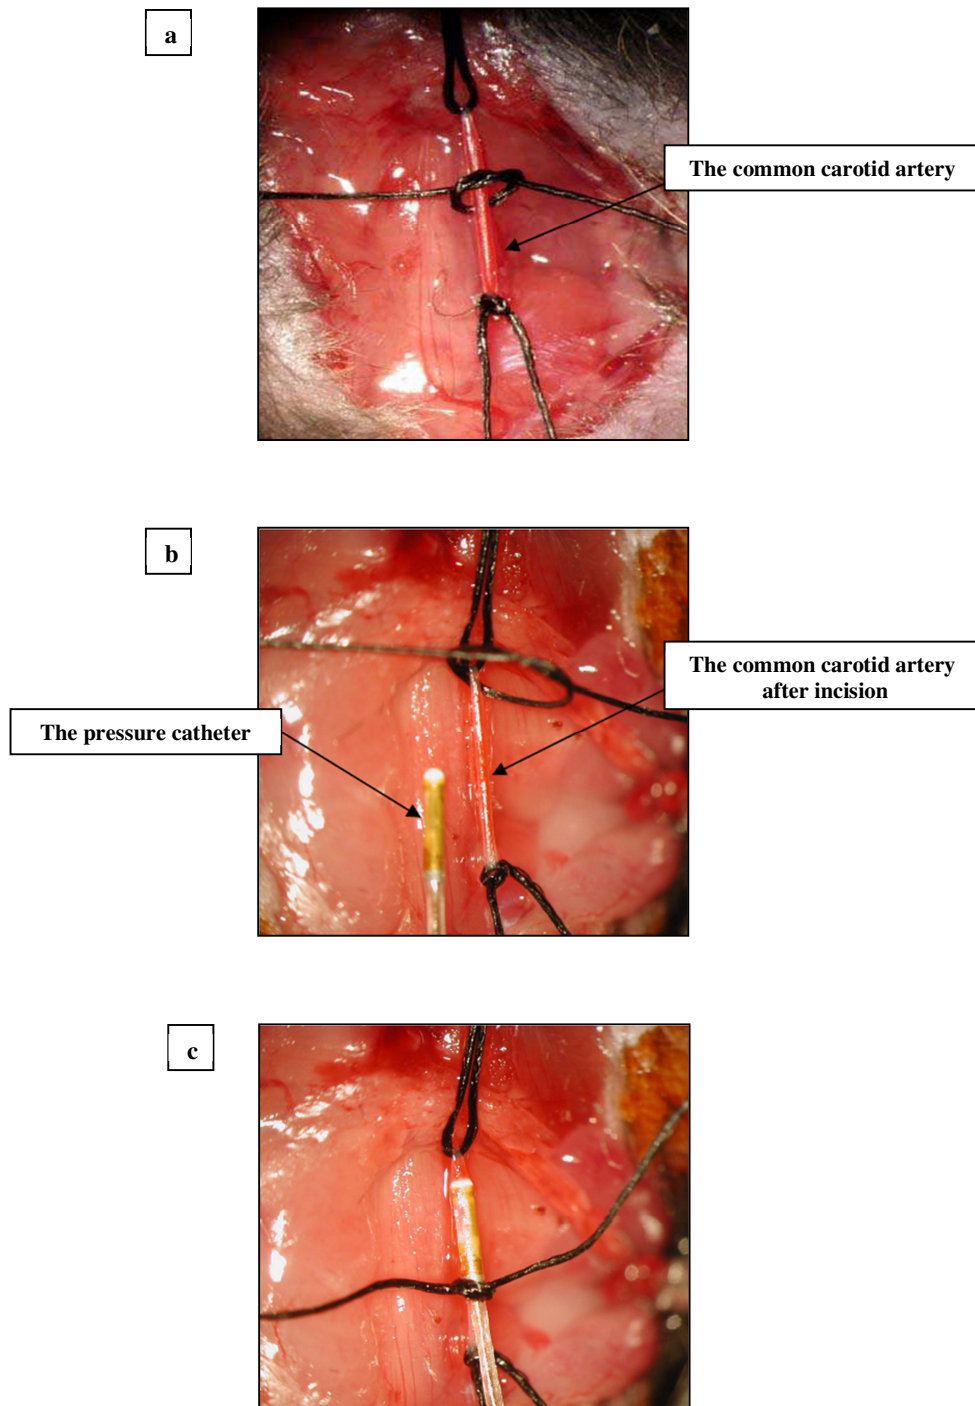 a
The common carotid artery
b
The common carotid artery
after incision
The pressure catheter
c